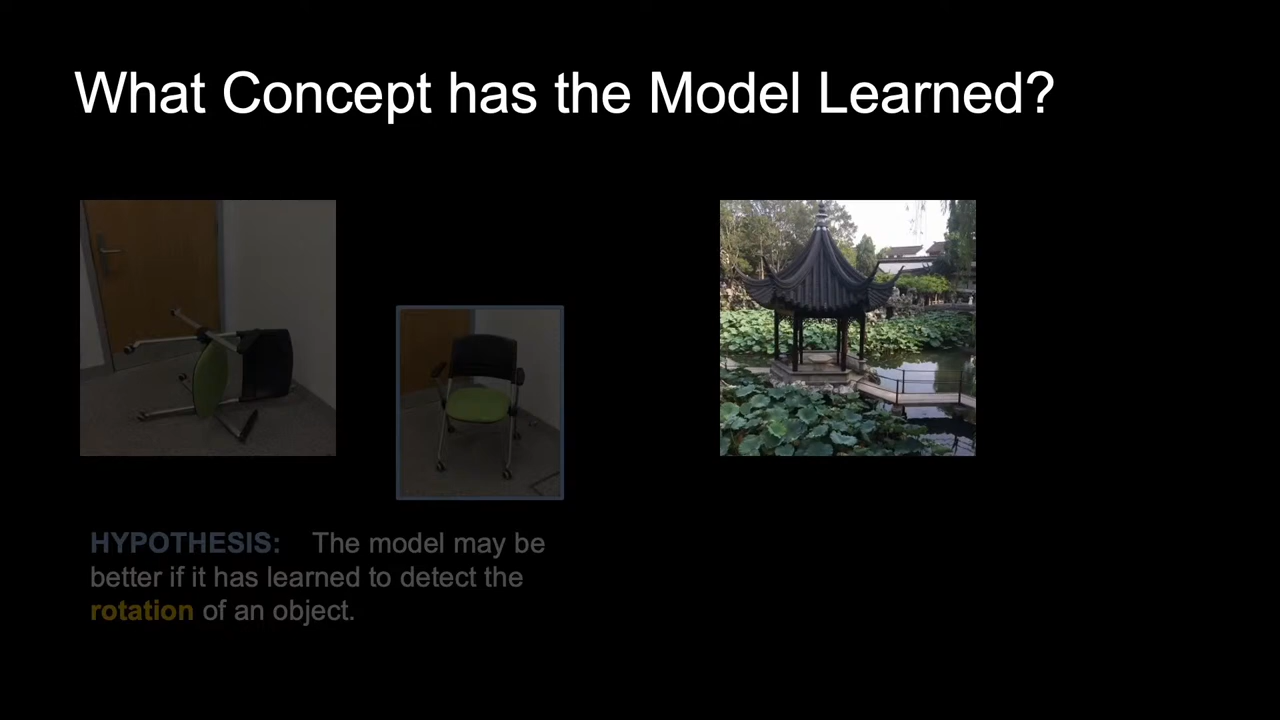 What Concept has the Model Learned?
HYPOTHESIS: The model may be
better if it has learned to detect the
rotation of an object.